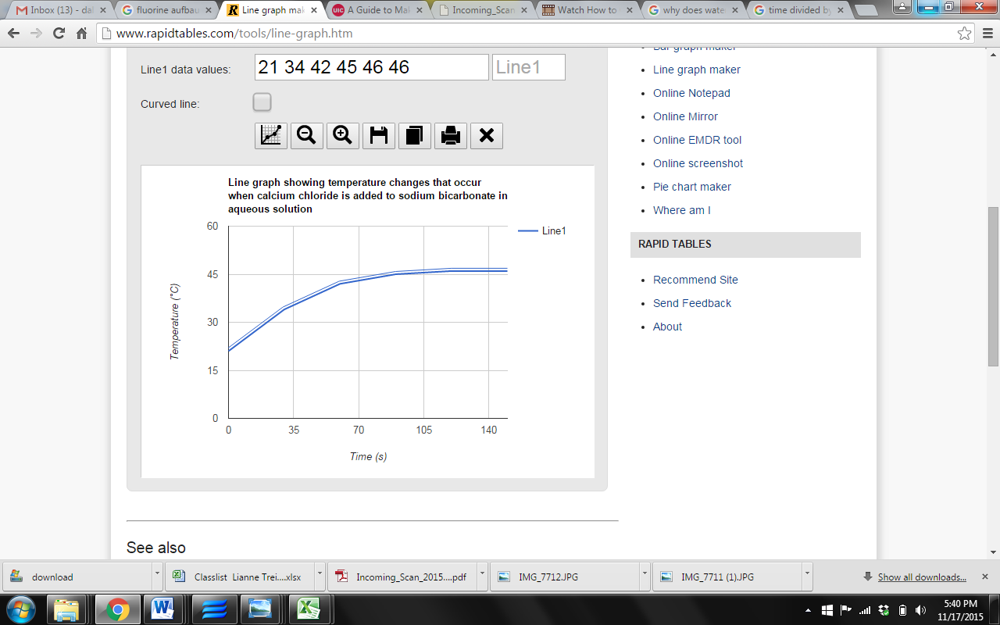 Inbox (13) - dal
fluorine aufbau
Line graph mak
UIC
A Guide to Mak
Incoming_Scan
Watch How to
why does wate
time divided by
www.rapidtables.com/tools/line-graph.htm
Line1 data values:
21 34 42 45 46 46
Line1
Curved line:
Line graph showing temperature changes that occur
when calcium chloride is added to sodium bicarbonate in
aqueous solution
60
45
30
15
0
Temperature (°C)
0 35 70 105 140
Time (s)
Line1
See also
Bar graph maker
Line graph maker
Online Notepad
Online Mirror
Online EMDR tool
Online screenshot
Pie chart maker
Where am I
RAPID TABLES
Recommend Site
Send Feedback
About
download
Classlist Lianne Trei....xlsx
Incoming_Scan_2015....pdf
IMG_7712.JPG
IMG_7711 (1).JPG
Show all downloads...
5:40 PM
11/17/2015